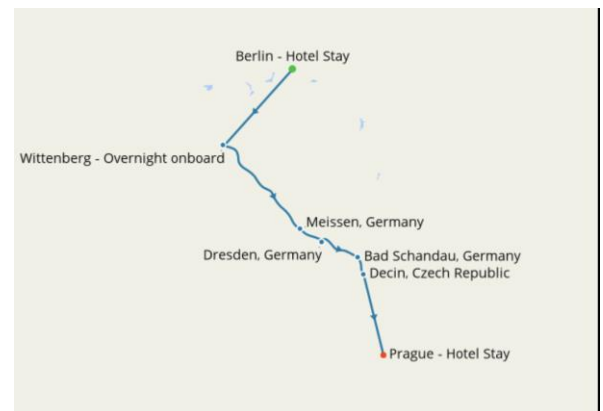 Berlin - Hotel Stay
Wittenberg - Overnight onboard
Meissen, Germany
Dresden, Germany
Bad Schandau, Germany
Decin, Czech Republic
Prague - Hotel Stay